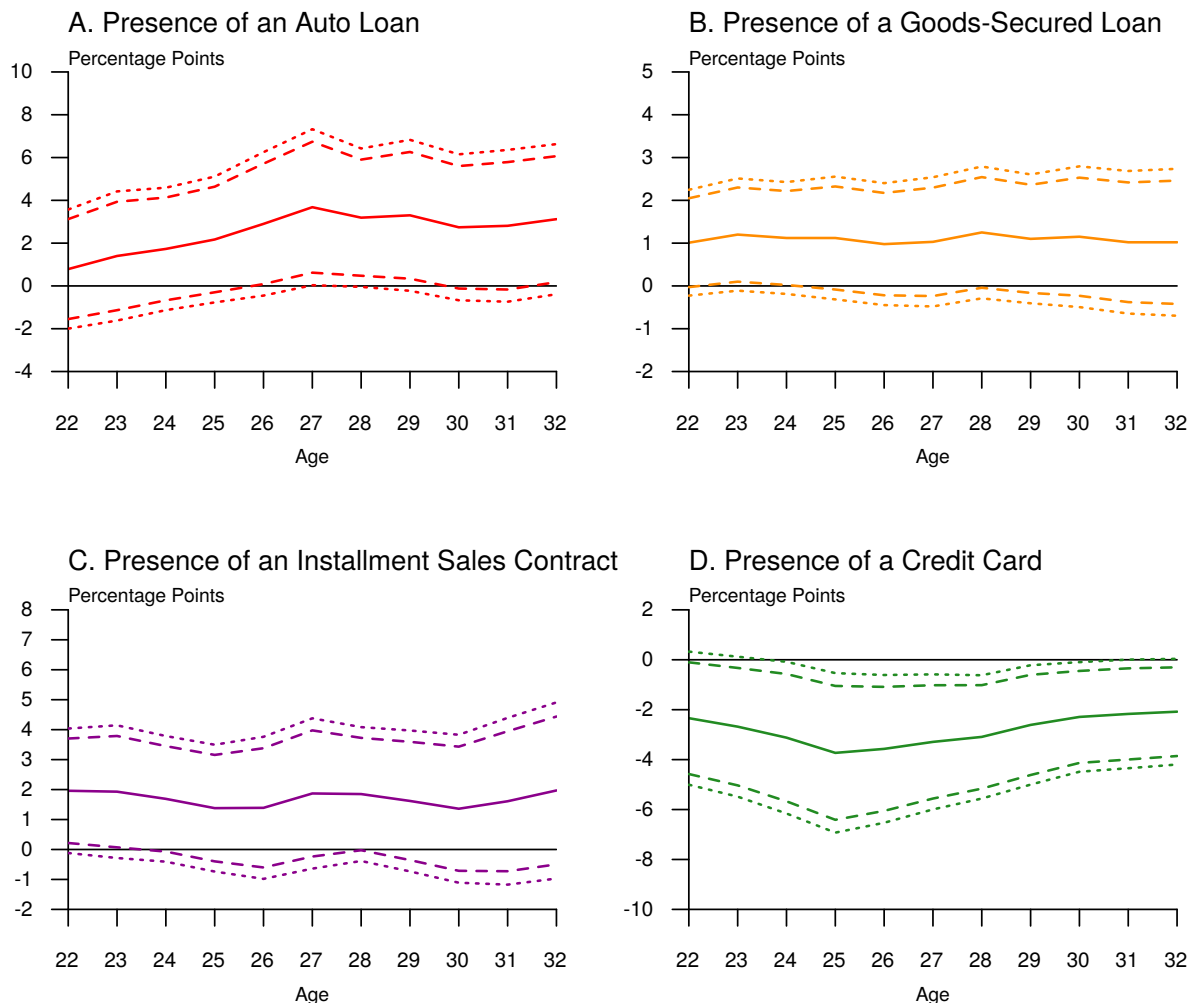 A. Presence of an Auto Loan
Percentage Points
10
8
6
4
2
0
-2
-4
22 23 24 25 26 27 28 29 30 31 32
Age
B. Presence of a Goods-Secured Loan
Percentage Points
5
4
3
2
1
0
-1
-2
22 23 24 25 26 27 28 29 30 31 32
Age
C. Presence of an Installment Sales Contract
Percentage Points
8
7
6
5
4
3
2
1
0
-1
-2
22 23 24 25 26 27 28 29 30 31 32
Age
D. Presence of a Credit Card
Percentage Points
2
0
-2
-4
-6
-8
-10
22 23 24 25 26 27 28 29 30 31 32
Age